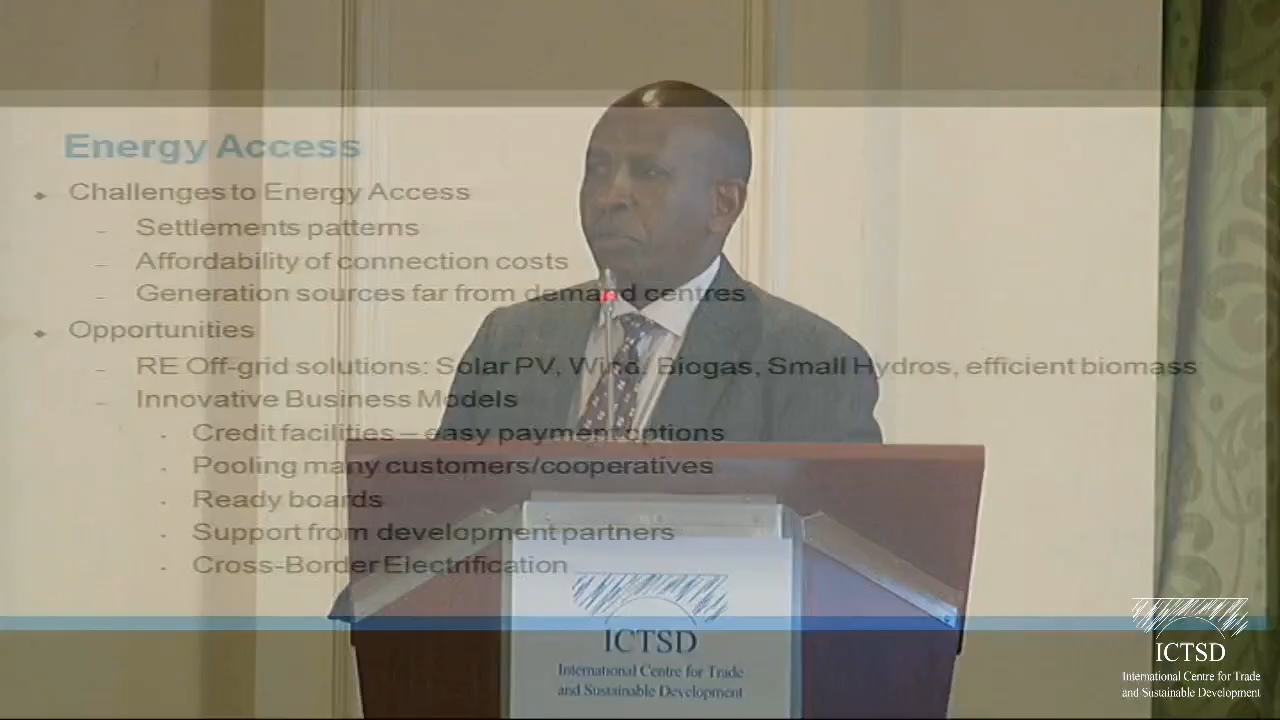 Energy Access
Challenges to Energy Access
Settlements patterns
Affordability of connection costs
Generation sources far from demand centres
Opportunities
RE Off-grid solutions: Solar PV, Wind, Biogas, Small Hydros, efficient biomass
Innovative Business Models
Credit facilities – easy payment options
Pooling many customers/cooperatives
Ready boards
Support from development partners
Cross-Border Electrification
ICTSD
International Centre for Trade
and Sustainable Development
ICTSD
International Centre for Trade
and Sustainable Development